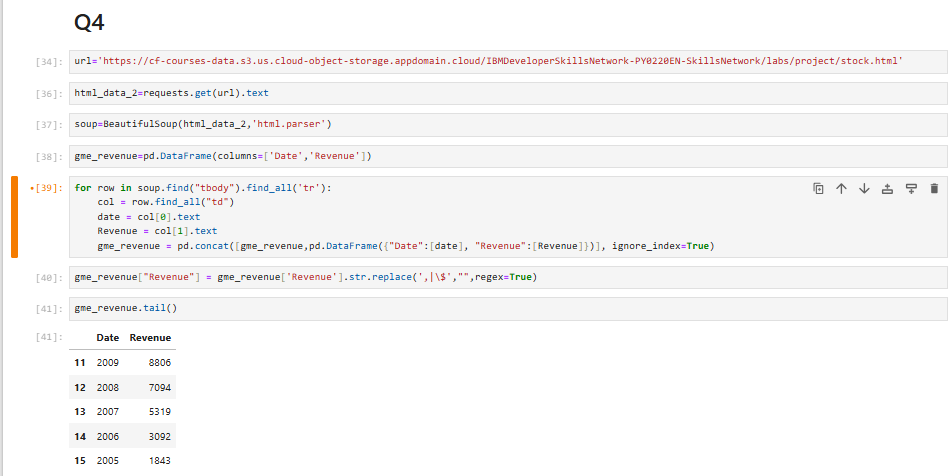 Q4
[34]: url='https://cf-courses-data.s3.us.cloud-object-storage.appdomain.cloud/IBMDeveloperSkillsNetwork-PY0220EN-SkillsNetwork/labs/project/stock.html'
[36]: html_data_2=requests.get(url).text
[37]: soup=BeautifulSoup(html_data_2,'html.parser')
[38]: gme_revenue=pd.DataFrame(columns=['Date','Revenue'])
•[39]: for row in soup.find("tbody").find_all('tr'):
col = row.find_all("td")
date = col[0].text
Revenue = col[1].text
gme_revenue = pd.concat([gme_revenue,pd.DataFrame({"Date":[date], "Revenue":[Revenue]})], ignore_index=True)
[40]: gme_revenue["Revenue"] = gme_revenue['Revenue'].str.replace(',|\$',"",regex=True)
[41]: gme_revenue.tail()
[41]: Date Revenue
11 2009 8806
12 2008 7094
13 2007 5319
14 2006 3092
15 2005 1843